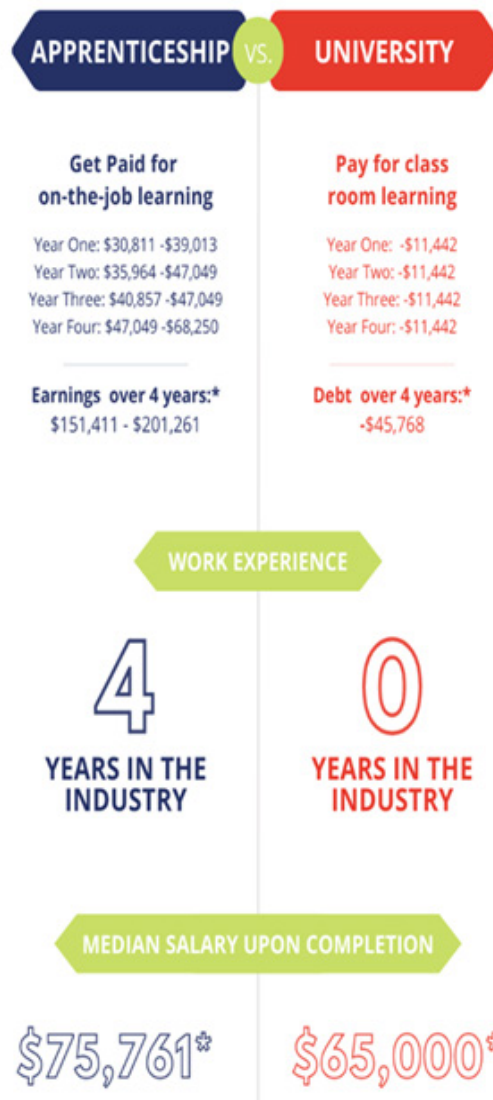 APPRENTICESHIP VS. UNIVERSITY
Get Paid for
on-the-job learning
Year One: $30,811 -$39,013
Year Two: $35,964 -$47,049
Year Three: $40,857 -$47,049
Year Four: $47,049 -$68,250
Earnings over 4 years:*
$151,411 - $201,261
Pay for class
room learning
Year One: -$11,442
Year Two: -$11,442
Year Three: -$11,442
Year Four: -$11,442
Debt over 4 years:*
-$45,768
WORK EXPERIENCE
4
YEARS IN THE
INDUSTRY
0
YEARS IN THE
INDUSTRY
MEDIAN SALARY UPON COMPLETION
$75,761*
$65,000*